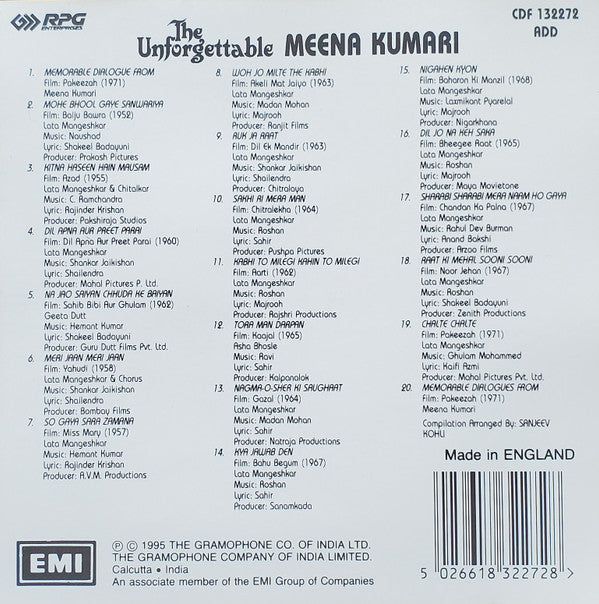 RPG
ENTERPRISES
The
Unforgettable MEENA KUMARI
CDF 132272
ADD
1. MEMORABLE DIALOGUE FROM
Film: Pakeezah (1971)
Meena Kumari
2. MOHE BHOOL GAYE SANWARIYA
Film: Baiju Bawra (1952)
Lata Mangeshkar
Music: Naushad
Lyric: Shakeel Badayuni
Producer: Prakash Pictures
3. KITNA HASEEN HAIN MAUSAM
Film: Azad (1955)
Lata Mangeshkar & Chitalkar
Music: C. Ramchandra
Lyric: Rajinder Krishan
Producer: Pakshiraja Studios
4. DIL APNA AUR PREET PARAI
Film: Dil Apna Aur Preet Parai (1960)
Lata Mangeshkar
Music: Shankar Jaikishan
Lyric: Shailendra
Producer: Mahal Pictures P. Ltd.
5. NA JAO SAIYAN CHHUDA KE BAIYAN
Film: Sahib Bibi Aur Ghulam (1962)
Geeta Dutt
Music: Hemant Kumar
Lyric: Shakeel Badayuni
Producer: Guru Dutt Films Pvt. Ltd.
6. MERI JAAN MERI JAAN
Film: Yahudi (1958)
Lata Mangeshkar & Chorus
Music: Shankar Jaikishan
Lyric: Shailendra
Producer: Bombay Films
7. SO GAYA SARA ZAMANA
Film: Miss Mary (1957)
Lata Mangeshkar
Music: Hemant Kumar
Lyric: Rajinder Krishan
Producer: A.V.M. Productions
8. WOH JO MILTE THE KABHI
Film: Akeli Mat Jaiyo (1963)
Lata Mangeshkar
Music: Madan Mohan
Lyric: Majrooh
Producer: Ranjit Films
9. RUK JA RAAT
Film: Dil Ek Mandir (1963)
Lata Mangeshkar
Music: Shankar Jaikishan
Lyric: Shailendra
Producer: Chitralaya
10. SAKHI RI MERA MAN
Film: Chitralekha (1964)
Lata Mangeshkar
Music: Roshan
Lyric: Sahir
Producer: Pushpa Pictures
11. KABHI TO MILEGI KAHIN TO MILEGI
Film: Aarti (1962)
Lata Mangeshkar
Music: Roshan
Lyric: Majrooh
Producer: Rajshri Productions
12. TORA MAN DARPAN
Film: Kaajal (1965)
Asha Bhosle
Music: Ravi
Lyric: Sahir
Producer: Kalpanalok
13. NAGMA-O-SHER KI SAUGHAAT
Film: Gazal (1964)
Lata Mangeshkar
Music: Madan Mohan
Lyric: Sahir
Producer: Natraja Productions
14. KYA JAWAB DEN
Film: Bahu Begum (1967)
Lata Mangeshkar
Music: Roshan
Lyric: Sahir
Producer: Sanamkada
15. NIGAHEN KYON
Film: Baharon Ki Manzil (1968)
Lata Mangeshkar
Music: Laxmikant Pyarelal
Lyric: Majrooh
Producer: Nigarkhana
16. DIL JO NA KEH SAKA
Film: Bheegee Raat (1965)
Lata Mangeshkar
Music: Roshan
Lyric: Majrooh
Producer: Maya Movietone
17. SHARABI SHARABI MERA NAAM HO GAYA
Film: Chandan Ka Palna (1967)
Lata Mangeshkar
Music: Rahul Dev Burman
Lyric: Anand Bakshi
Producer: Arzoo Films
18. RAAT KI MEHAL SOONI SOONI
Film: Noor Jehan (1967)
Lata Mangeshkar
Music: Roshan
Lyric: Shakeel Badayuni
Producer: Zenith Productions
19. CHALTE CHALTE
Film: Pakeezah (1971)
Lata Mangeshkar
Music: Ghulam Mohammed
Lyric: Kaifi Azmi
Producer: Mahal Pictures Pvt. Ltd.
20. MEMORABLE DIALOGUES FROM
Film: Pakeezah (1971)
Meena Kumari
Compilation Arranged By: SANJEEV
KOHLI
Made in ENGLAND
EMI
Ⓟ © 1995 THE GRAMOPHONE CO. OF INDIA LTD.
THE GRAMOPHONE COMPANY OF INDIA LIMITED.
Calcutta • India
An associate member of the EMI Group of Companies
5 026618 322728 >